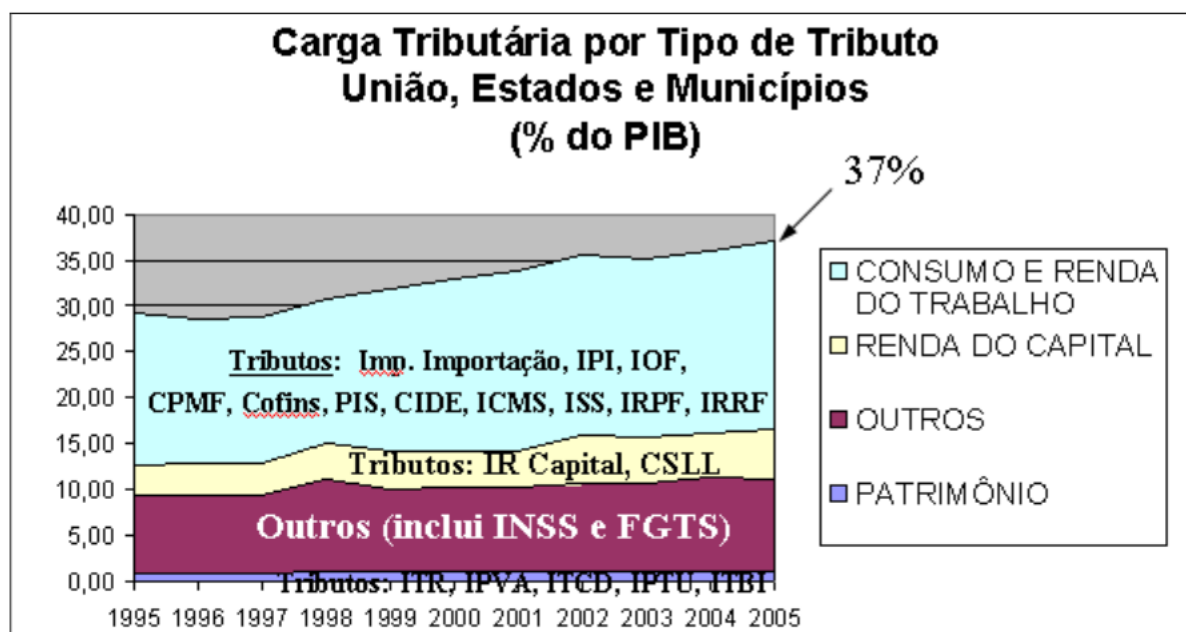 Carga Tributária por Tipo de Tributo
União, Estados e Municípios
(% do PIB)
37%
40,00
35,00
30,00
25,00
20,00
15,00
10,00
5,00
0,00
Tributos: Imp. Importação, IPI, IOF,
CPMF, Cofins, PIS, CIDE, ICMS, ISS, IRPF, IRRF
Tributos: IR Capital, CSLL
Outros (inclui INSS e FGTS)
Tributos: ITR, IPVA, ITCD, IPTU, ITBI
1995 1996 1997 1998 1999 2000 2001 2002 2003 2004 2005
CONSUMO E RENDA
DO TRABALHO
RENDA DO CAPITAL
OUTROS
PATRIMÔNIO